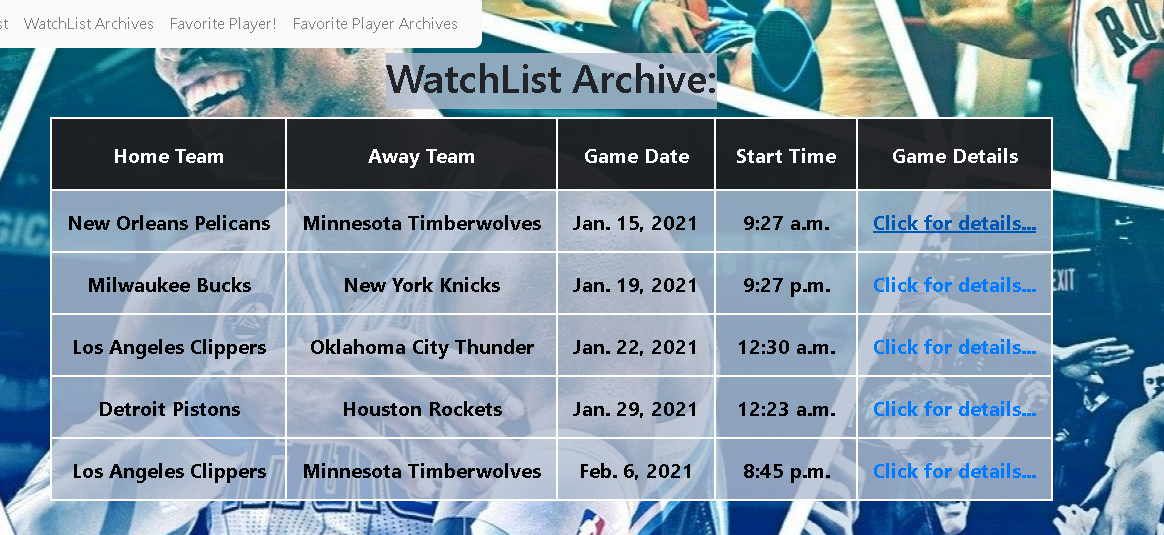 st WatchList Archives Favorite Player! Favorite Player Archives
WatchList Archive:
Home Team Away Team Game Date Start Time Game Details
New Orleans Pelicans Minnesota Timberwolves Jan. 15, 2021 9:27 a.m. Click for details...
Milwaukee Bucks New York Knicks Jan. 19, 2021 9:27 p.m. Click for details...
EXIT
Los Angeles Clippers Oklahoma City Thunder Jan. 22, 2021 12:30 a.m. Click for details...
Detroit Pistons Houston Rockets Jan. 29, 2021 12:23 a.m. Click for details...
Los Angeles Clippers Minnesota Timberwolves Feb. 6, 2021 8:45 p.m. Click for details...